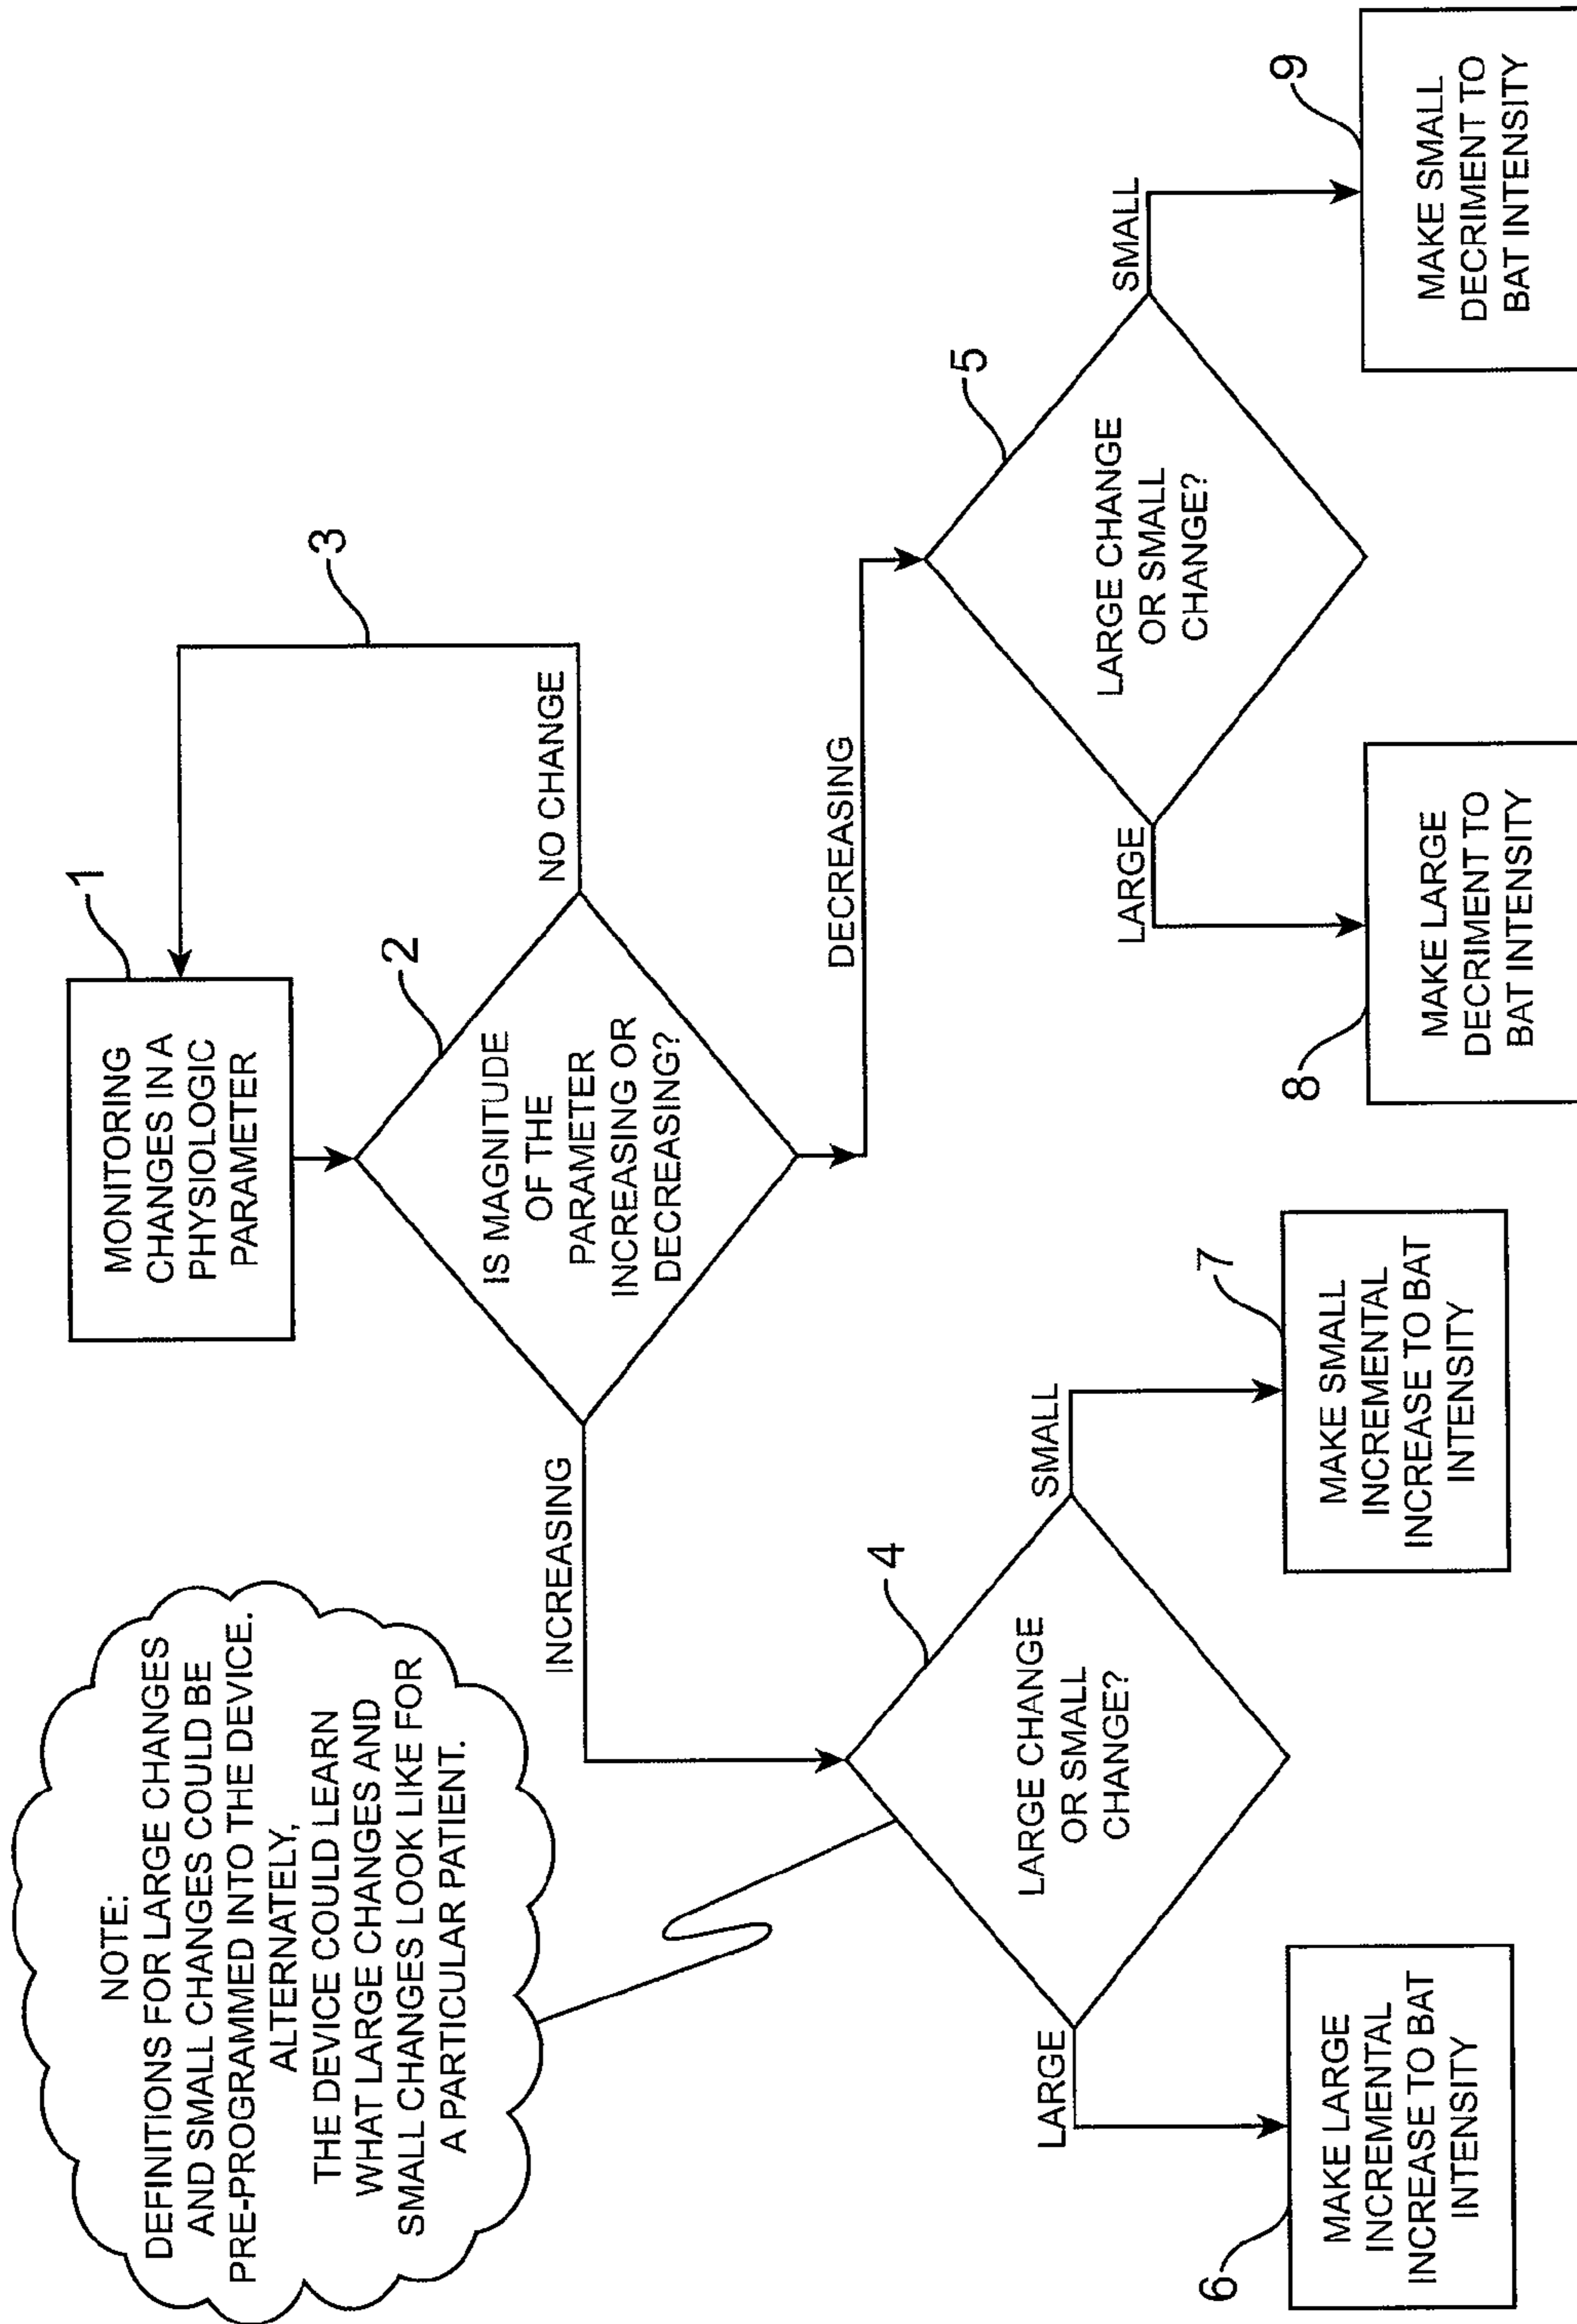 NOTE:
DEFINITIONS FOR LARGE CHANGES
AND SMALL CHANGES COULD BE
PRE-PROGRAMMED INTO THE DEVICE.
ALTERNATELY,
THE DEVICE COULD LEARN
WHAT LARGE CHANGES AND
SMALL CHANGES LOOK LIKE FOR
A PARTICULAR PATIENT.
1
MONITORING
CHANGES IN A
PHYSIOLOGIC
PARAMETER
2
IS MAGNITUDE
OF THE
PARAMETER
INCREASING OR
DECREASING?
3
NO CHANGE
INCREASING
DECREASING
4
LARGE CHANGE
OR SMALL
CHANGE?
LARGE
SMALL
5
LARGE CHANGE
OR SMALL
CHANGE?
LARGE
SMALL
6
MAKE LARGE
INCREMENTAL
INCREASE TO BAT
INTENSITY
7
MAKE SMALL
INCREMENTAL
INCREASE TO BAT
INTENSITY
8
MAKE LARGE
DECRIMENT TO
BAT INTENSITY
9
MAKE SMALL
DECRIMENT TO
BAT INTENSITY